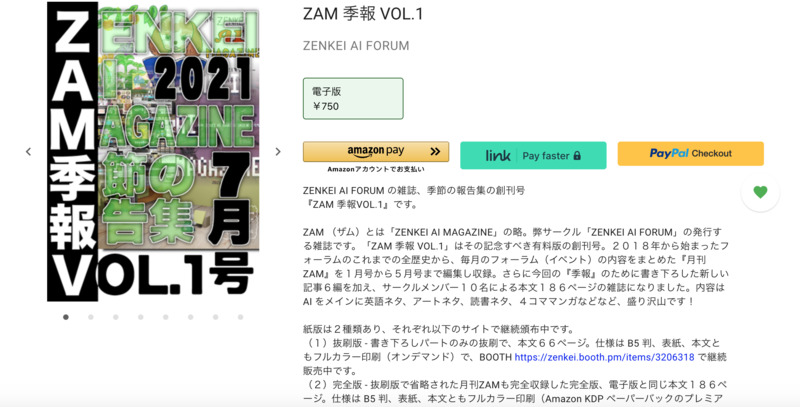 ZAM 季報 VOL.1
ZENKEI AI FORUM
電子版
￥750
amazon pay
Amazonアカウントでお支払い
link Pay faster
PayPal Checkout
ZENKEI AI FORUM の雑誌、季節の報告集の創刊号
『ZAM 季報VOL.1』です。
ZAM （ザム）とは「ZENKEI AI MAGAZINE」の略。弊サークル「ZENKEI AI FORUM」の発行す
る雑誌です。「ZAM 季報 VOL.1」はその記念すべき有料版の創刊号。２０１８年から始まったフ
ォーラムのこれまでの全歴史から、毎月のフォーラム（イベント）の内容をまとめた『月刊
ZAM』を１月号から５月号まで編集し収録。さらに今回の『季報』のために書き下ろした新しい
記事６編を加え、サークルメンバー１０名による本文１８６ページの雑誌になりました。内容は
AI をメインに英語ネタ、アートネタ、読書ネタ、４コママンガなどなど、盛り沢山です！
紙版は２種類あり、それぞれ以下のサイトで継続頒布中です。
（１）抜刷版 - 書き下ろしパートのみの抜刷で、本文６６ページ。仕様は B5 判、表紙、本文と
もフルカラー印刷（オンデマンド）で、BOOTH https://zenkei.booth.pm/items/3206318 で継続
販売中です。
（２）完全版 - 抜刷版で省略された月刊ZAMも完全収録した完全版、電子版と同じ本文１８６ペー
ジ。仕様は B5 判、表紙、本文ともフルカラー印刷（Amazon KDP ペーパーバックのプレミア
ZAM季報VOL.1号
ENKEI
AI 2021
MAGAZINE
季節の
報告集
7月